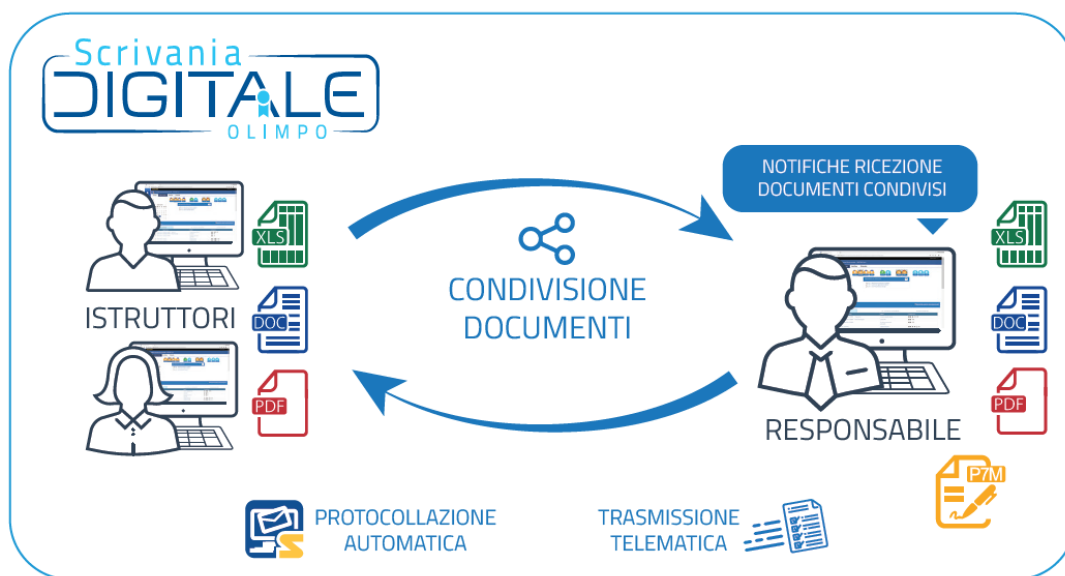 Scrivania
DIGITALE
OLIMPO
NOTIFICHE RICEZIONE
DOCUMENTI CONDIVISI
XLS
XLS
CONDIVISIONE
DOCUMENTI
ISTRUTTORI
DOC
DOC
PDF
PDF
RESPONSABILE
P7M
PROTOCOLLAZIONE
AUTOMATICA
TRASMISSIONE
TELEMATICA